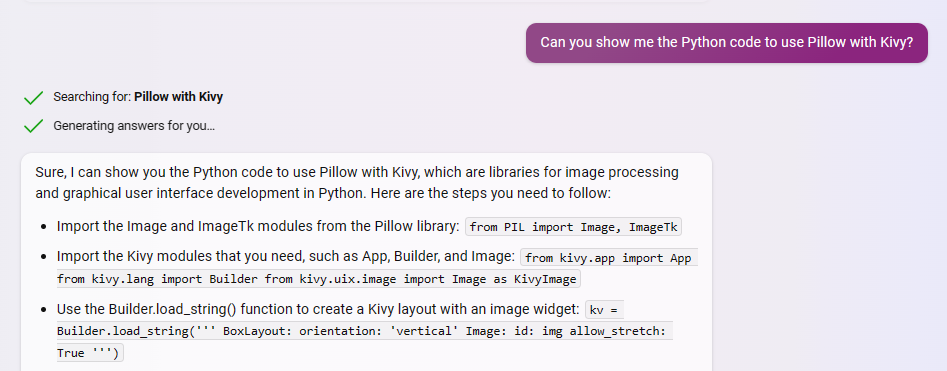 Can you show me the Python code to use Pillow with Kivy?
Searching for: Pillow with Kivy
Generating answers for you...
Sure, I can show you the Python code to use Pillow with Kivy, which are libraries for image processing
and graphical user interface development in Python. Here are the steps you need to follow:
• Import the Image and ImageTk modules from the Pillow library: from PIL import Image, ImageTk
• Import the Kivy modules that you need, such as App, Builder, and Image: from kivy.app import App
from kivy.lang import Builder from kivy.uix.image import Image as KivyImage
• Use the Builder.load_string() function to create a Kivy layout with an image widget: kv =
Builder.load_string(''' BoxLayout: orientation: 'vertical' Image: id: img allow_stretch:
True ''')